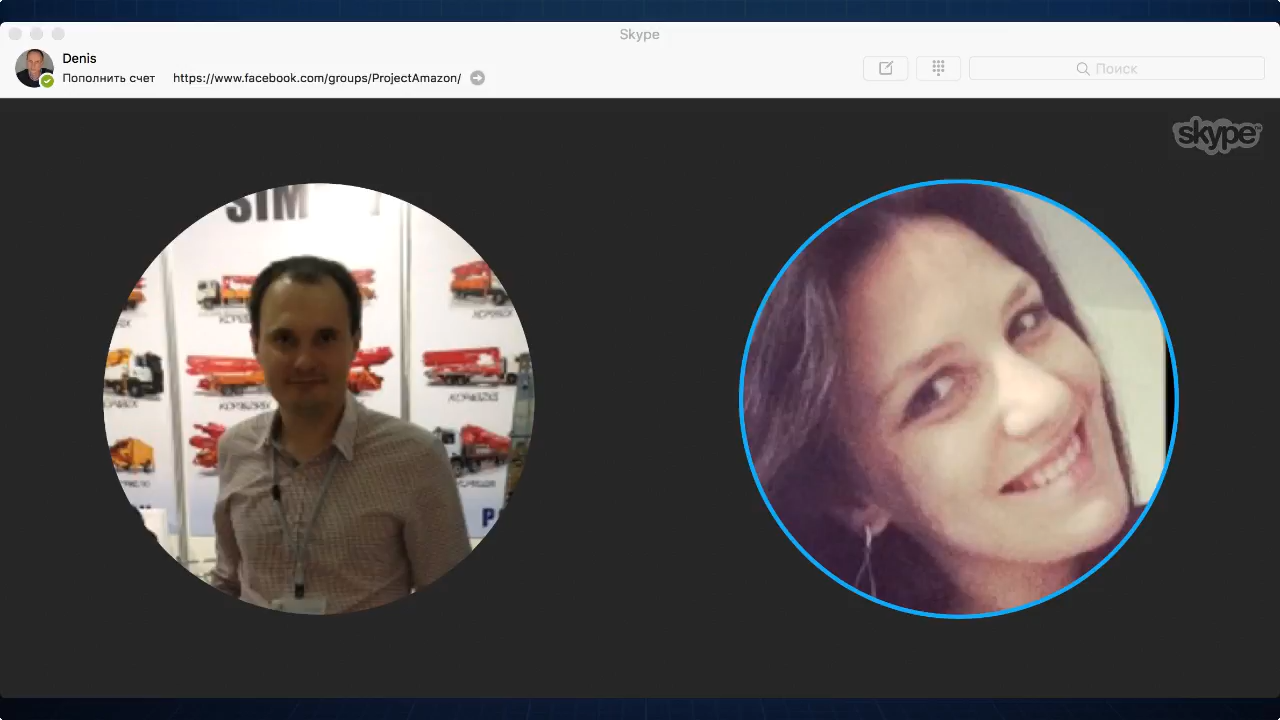 Skype
Denis
Пополнить счет https://www.facebook.com/groups/ProjectAmazon/
Поиск
skype